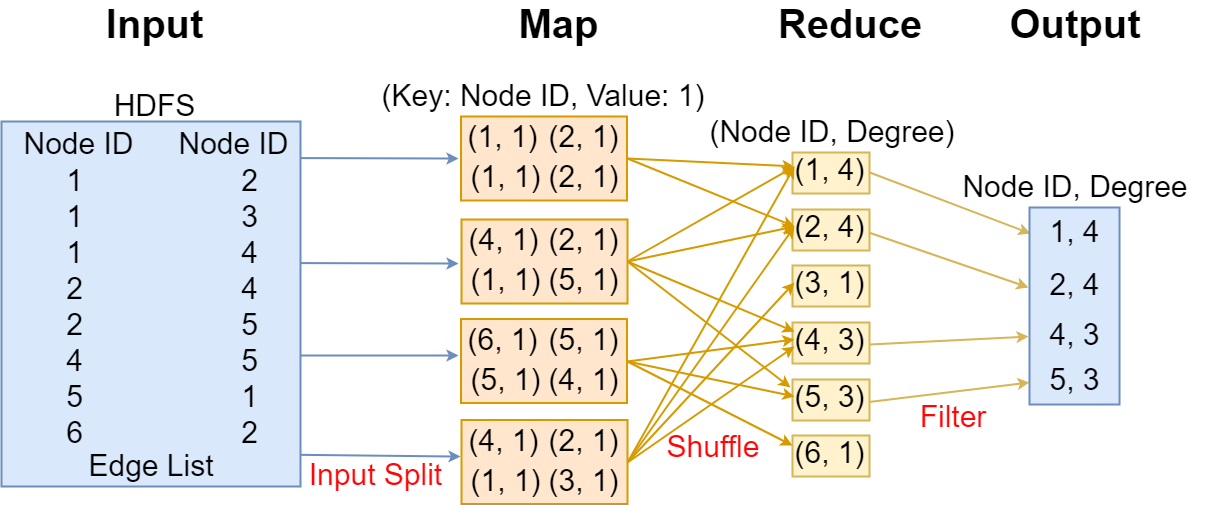 Input Map Reduce Output
HDFS
Node ID Node ID
1 2
1 3
1 4
2 4
2 5
4 5
5 1
6 2
Edge List
Input Split
(Key: Node ID, Value: 1)
(1, 1) (2, 1)
(1, 1) (2, 1)
(4, 1) (2, 1)
(1, 1) (5, 1)
(6, 1) (5, 1)
(5, 1) (4, 1)
(4, 1) (2, 1)
(1, 1) (3, 1)
Shuffle
(Node ID, Degree)
(1, 4)
(2, 4)
(3, 1)
(4, 3)
(5, 3)
(6, 1)
Filter
Node ID, Degree
1, 4
2, 4
4, 3
5, 3